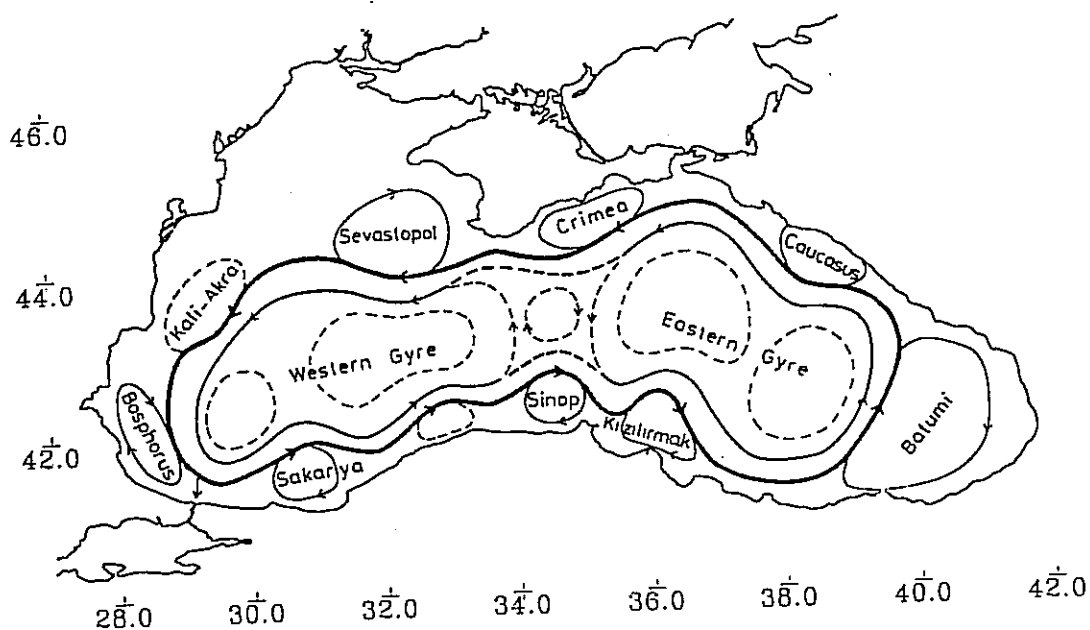 46.0
44.0
42.0
28.0
30.0
32.0
34.0
36.0
38.0
40.0
42.0
Sevastopol
Crimea
Caucasus
Kali-Akra
Western Gyre
Eastern
Gyre
Bosphorus
Sakarya
Sinop
Kızılırmak
Batumi